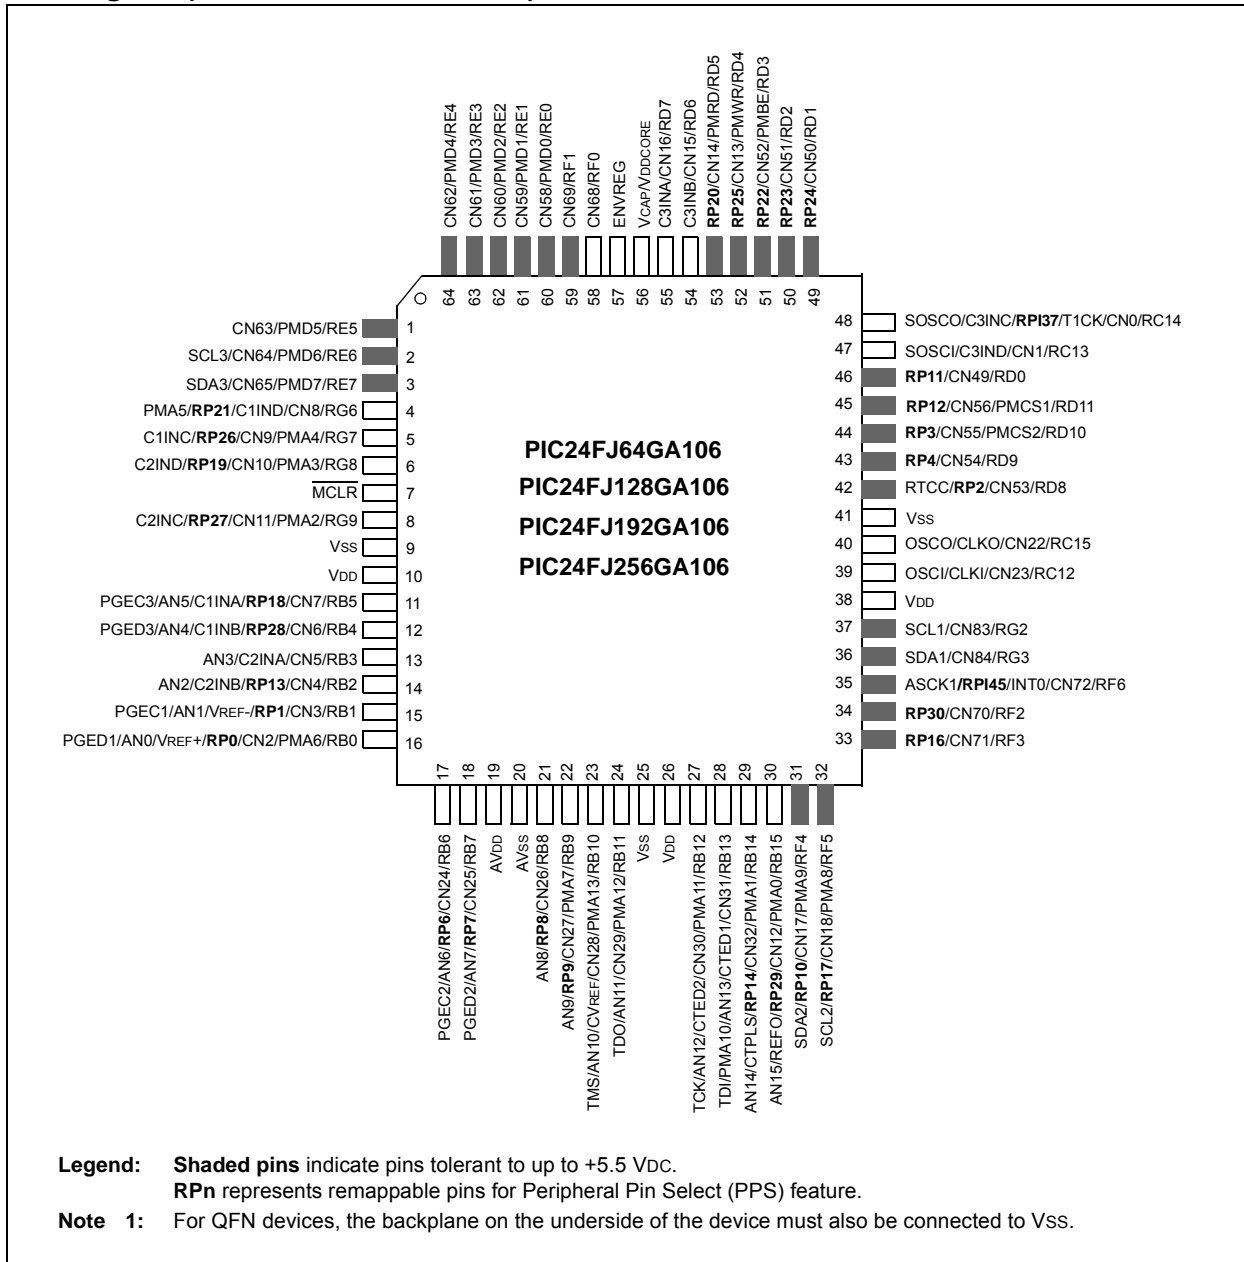 CN62/PMD4/RE4
CN61/PMD3/RE3
CN60/PMD2/RE2
CN59/PMD1/RE1
CN58/PMD0/RE0
CN69/RF1
CN68/RF0
ENVREG
VCAP/VDDCORE
C3INA/CN16/RD7
C3INB/CN15/RD6
RP20/CN14/PMRD/RD5
RP25/CN13/PMWR/RD4
RP22/CN52/PMBE/RD3
RP23/CN51/RD2
RP24/CN50/RD1
64
63
62
61
60
59
58
57
56
55
54
53
52
51
50
49
CN63/PMD5/RE5 1
SCL3/CN64/PMD6/RE6 2
SDA3/CN65/PMD7/RE7 3
PMA5/RP21/C1IND/CN8/RG6 4
C1INC/RP26/CN9/PMA4/RG7 5
C2IND/RP19/CN10/PMA3/RG8 6
MCLR 7
C2INC/RP27/CN11/PMA2/RG9 8
VSS 9
VDD 10
PGEC3/AN5/C1INA/RP18/CN7/RB5 11
PGED3/AN4/C1INB/RP28/CN6/RB4 12
AN3/C2INA/CN5/RB3 13
AN2/C2INB/RP13/CN4/RB2 14
PGEC1/AN1/VREF-/RP1/CN3/RB1 15
PGED1/AN0/VREF+/RP0/CN2/PMA6/RB0 16
PIC24FJ64GA106
PIC24FJ128GA106
PIC24FJ192GA106
PIC24FJ256GA106
48 SOSCO/C3INC/RPI37/T1CK/CN0/RC14
47 SOSCI/C3IND/CN1/RC13
46 RP11/CN49/RD0
45 RP12/CN56/PMCS1/RD11
44 RP3/CN55/PMCS2/RD10
43 RP4/CN54/RD9
42 RTCC/RP2/CN53/RD8
41 VSS
40 OSCO/CLKO/CN22/RC15
39 OSCI/CLKI/CN23/RC12
38 VDD
37 SCL1/CN83/RG2
36 SDA1/CN84/RG3
35 ASCK1/RPI45/INT0/CN72/RF6
34 RP30/CN70/RF2
33 RP16/CN71/RF3
17
18
19
20
21
22
23
24
25
26
27
28
29
30
31
32
PGEC2/AN6/RP6/CN24/RB6
PGED2/AN7/RP7/CN25/RB7
AVDD
AVSS
AN8/RP8/CN26/RB8
AN9/RP9/CN27/PMA7/RB9
TMS/AN10/CVREF/CN28/PMA13/RB10
TDO/AN11/CN29/PMA12/RB11
VSS
VDD
TCK/AN12/CTED2/CN30/PMA11/RB12
TDI/PMA10/AN13/CTED1/CN31/RB13
AN14/CTPLS/RP14/CN32/PMA1/RB14
AN15/REFO/RP29/CN12/PMA0/RB15
SDA2/RP10/CN17/PMA9/RF4
SCL2/RP17/CN18/PMA8/RF5
Legend: Shaded pins indicate pins tolerant to up to +5.5 VDC.
RPn represents remappable pins for Peripheral Pin Select (PPS) feature.
Note 1: For QFN devices, the backplane on the underside of the device must also be connected to VSS.